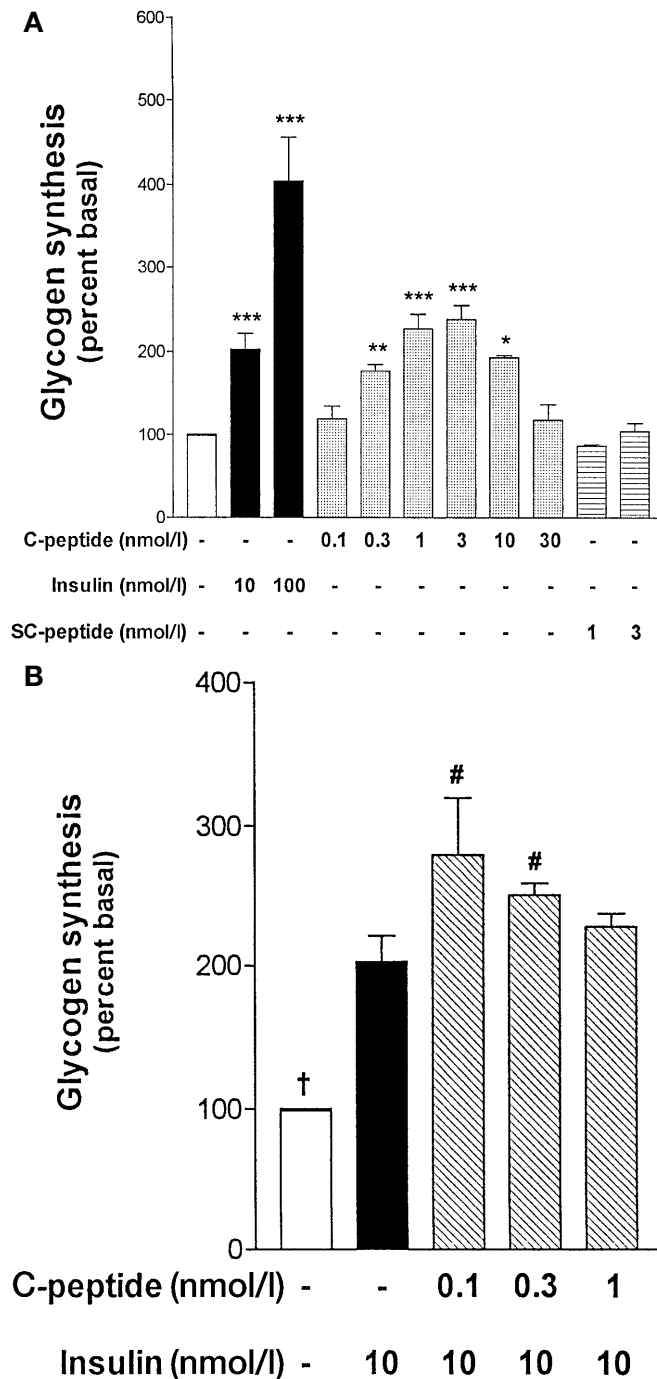 A
Glycogen synthesis
(percent basal)
600
500
400
300
200
100
0
*** *** ** *** *** *
C-peptide (nmol/l) - - - 0.1 0.3 1 3 10 30 - -
Insulin (nmol/l) - 10 100 - - - - - - - -
SC-peptide (nmol/l) - - - - - - - - - 1 3
B
Glycogen synthesis
(percent basal)
400
300
200
100
0
† # #
C-peptide (nmol/l) - - 0.1 0.3 1
Insulin (nmol/l) - 10 10 10 10